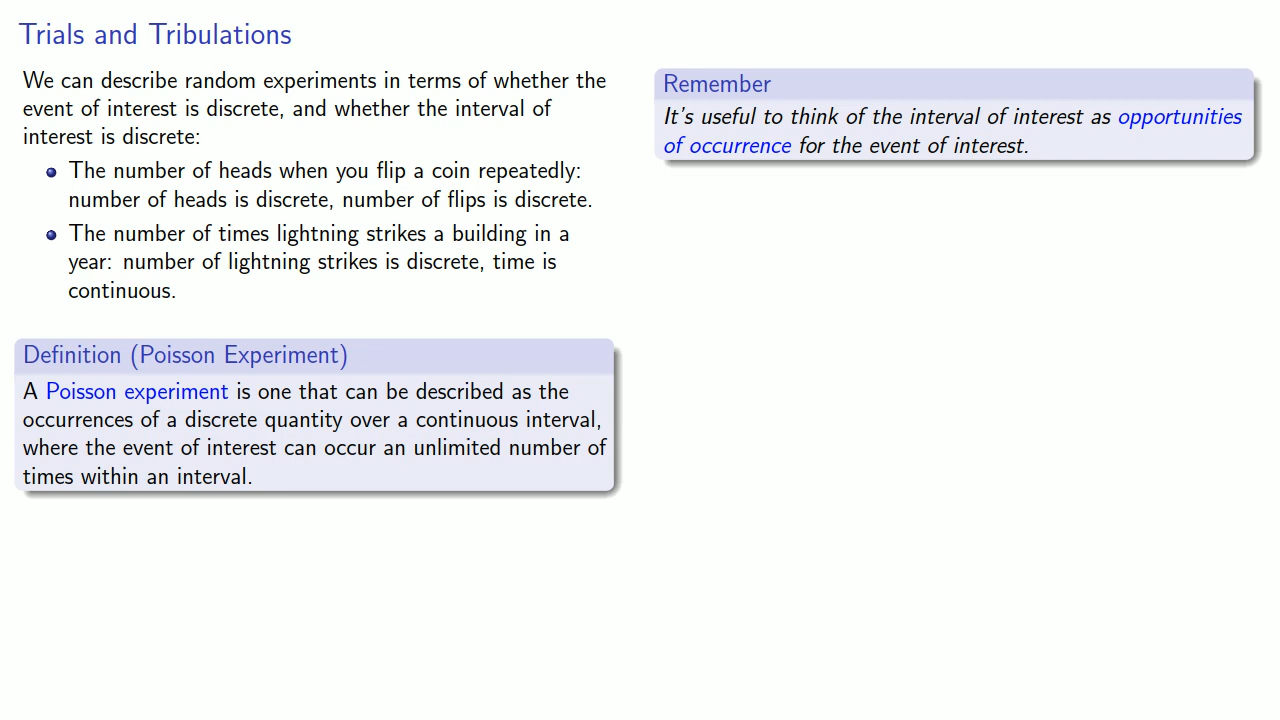 Trials and Tribulations
We can describe random experiments in terms of whether the
event of interest is discrete, and whether the interval of
interest is discrete:
The number of heads when you flip a coin repeatedly:
number of heads is discrete, number of flips is discrete.
The number of times lightning strikes a building in a
year: number of lightning strikes is discrete, time is
continuous.
Definition (Poisson Experiment)
A Poisson experiment is one that can be described as the
occurrences of a discrete quantity over a continuous interval,
where the event of interest can occur an unlimited number of
times within an interval.
Remember
It's useful to think of the interval of interest as opportunities
of occurrence for the event of interest.